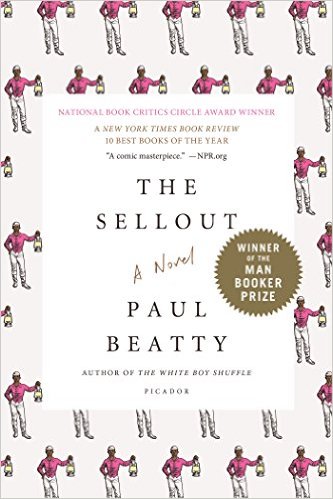 NATIONAL BOOK CRITICS CIRCLE AWARD WINNER
A NEW YORK TIMES BOOK REVIEW
10 BEST BOOKS OF THE YEAR
"A comic masterpiece." —NPR.org
THE
SELLOUT
A Novel
WINNER
OF THE
MAN
BOOKER
PRIZE
PAUL
BEATTY
AUTHOR OF THE WHITE BOY SHUFFLE
PICADOR